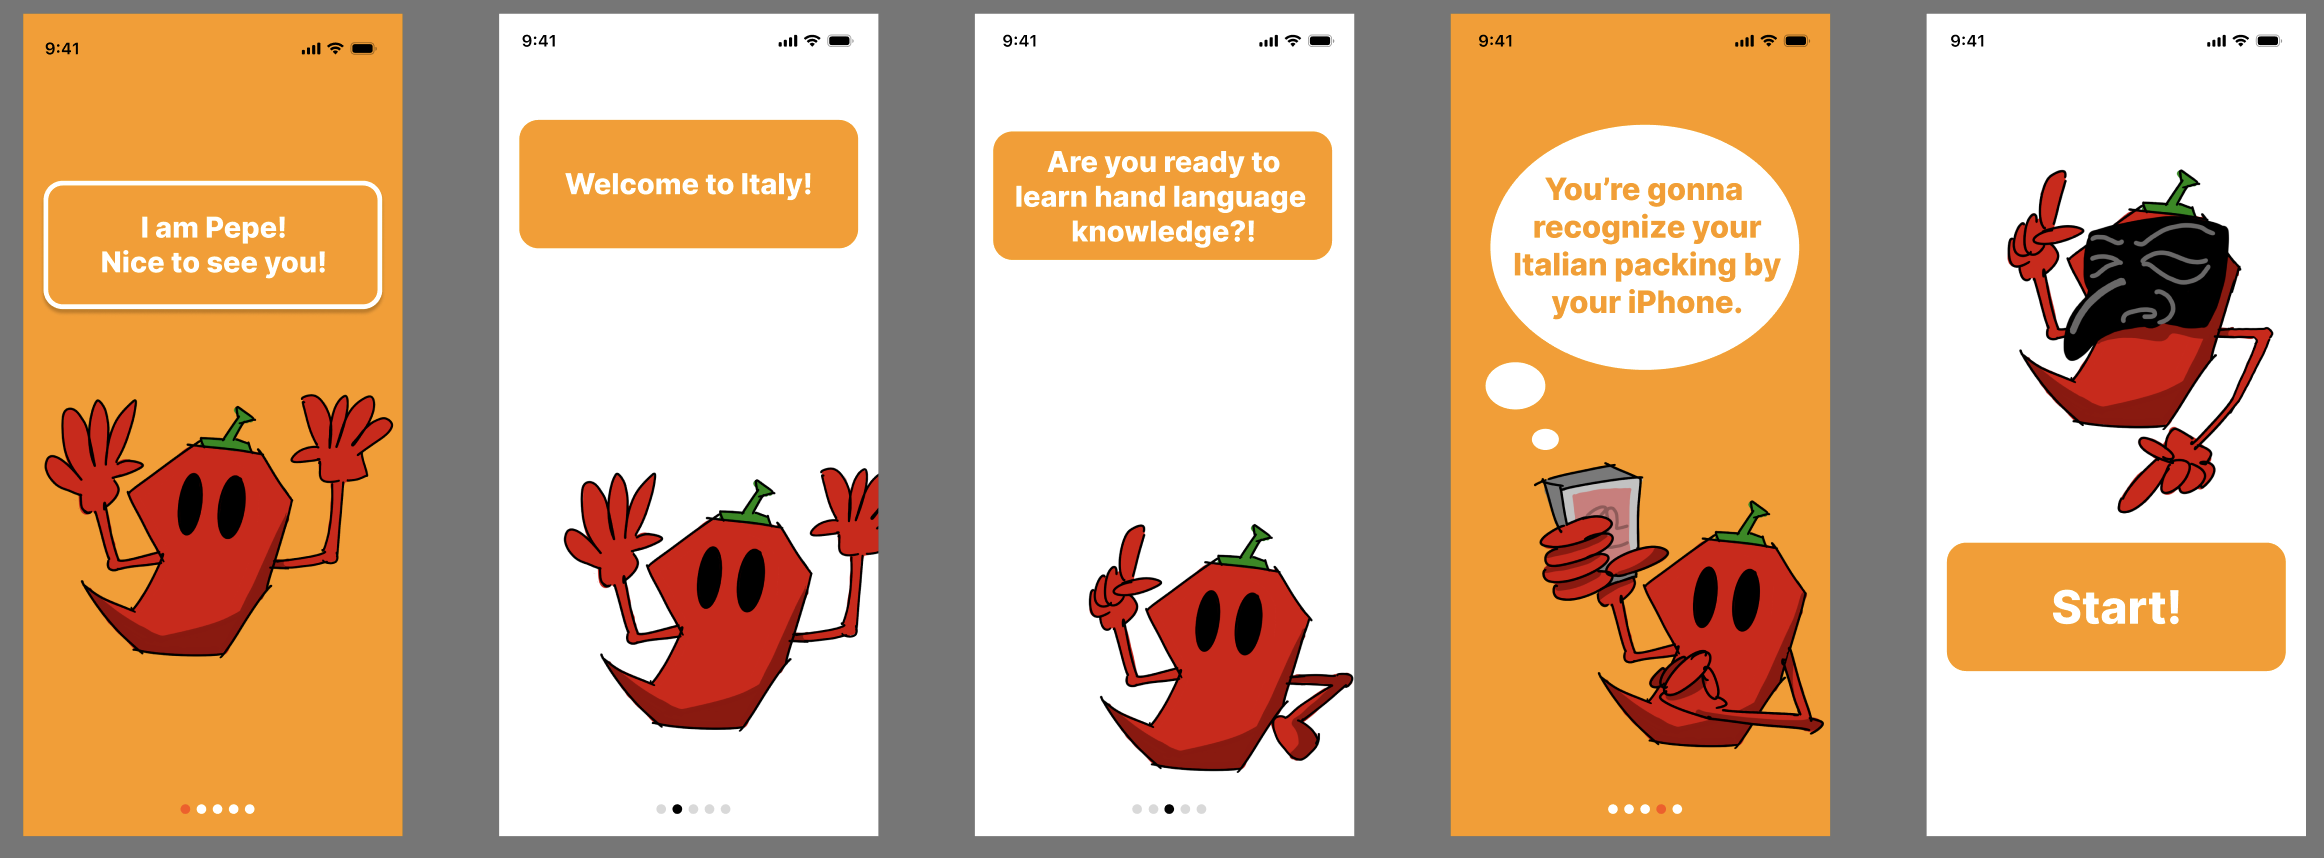 9:41
I am Pepe!
Nice to see you!
9:41
Welcome to Italy!
9:41
Are you ready to
learn hand language
knowledge?!
9:41
You’re gonna
recognize your
Italian packing by
your iPhone.
9:41
Start!